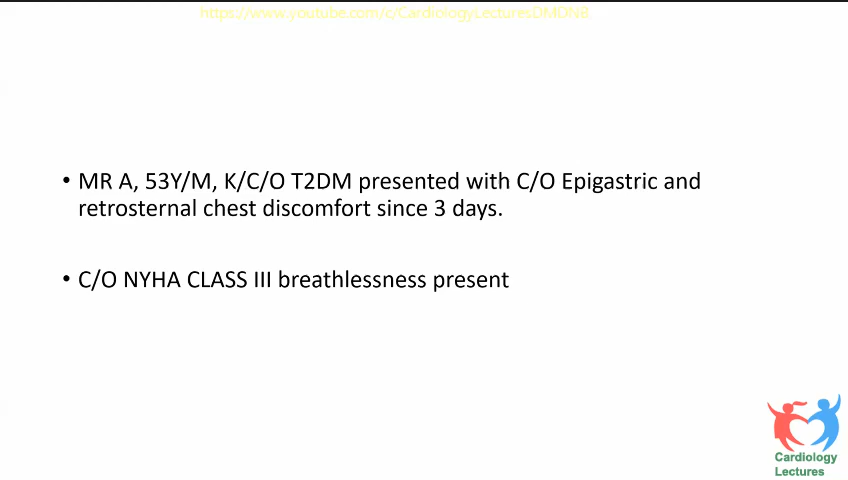 https://www.youtube.com/c/CardiologyLecturesDMDNB
• MR A, 53Y/M, K/C/O T2DM presented with C/O Epigastric and
retrosternal chest discomfort since 3 days.
• C/O NYHA CLASS III breathlessness present
Cardiology
Lectures